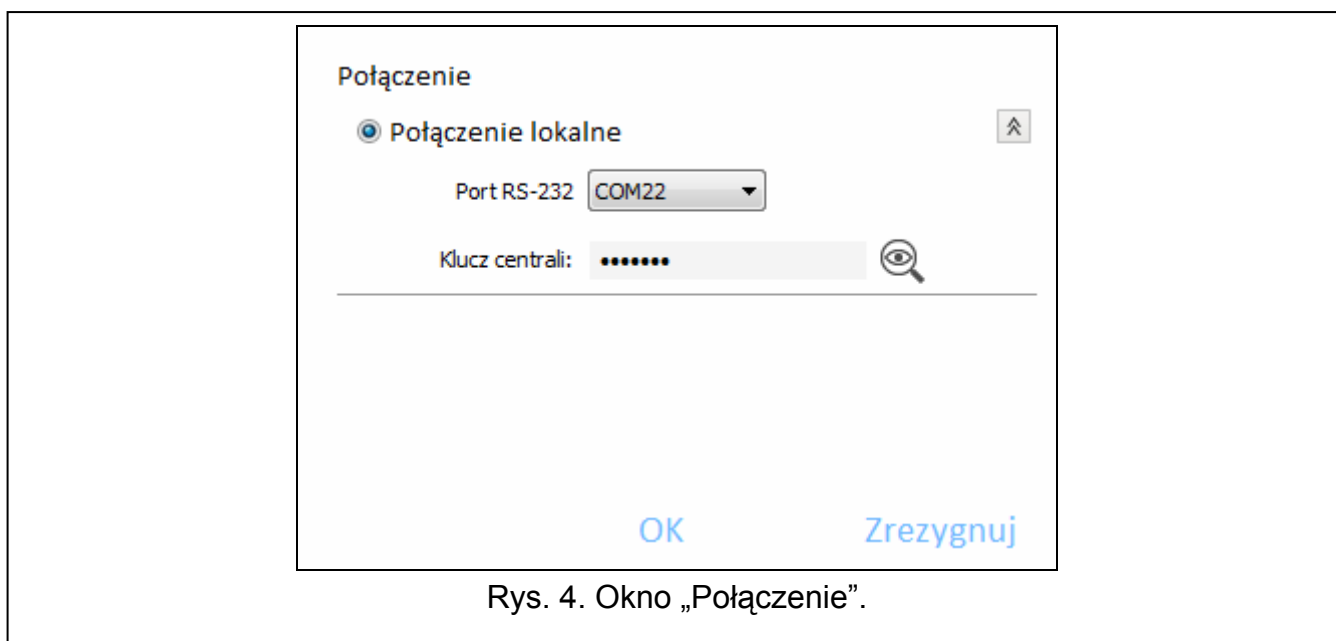 Połączenie
Połączenie lokalne
Port RS-232 COM22
Klucz centrali: •••••••
OK Zrezygnuj
Rys. 4. Okno „Połączenie”.